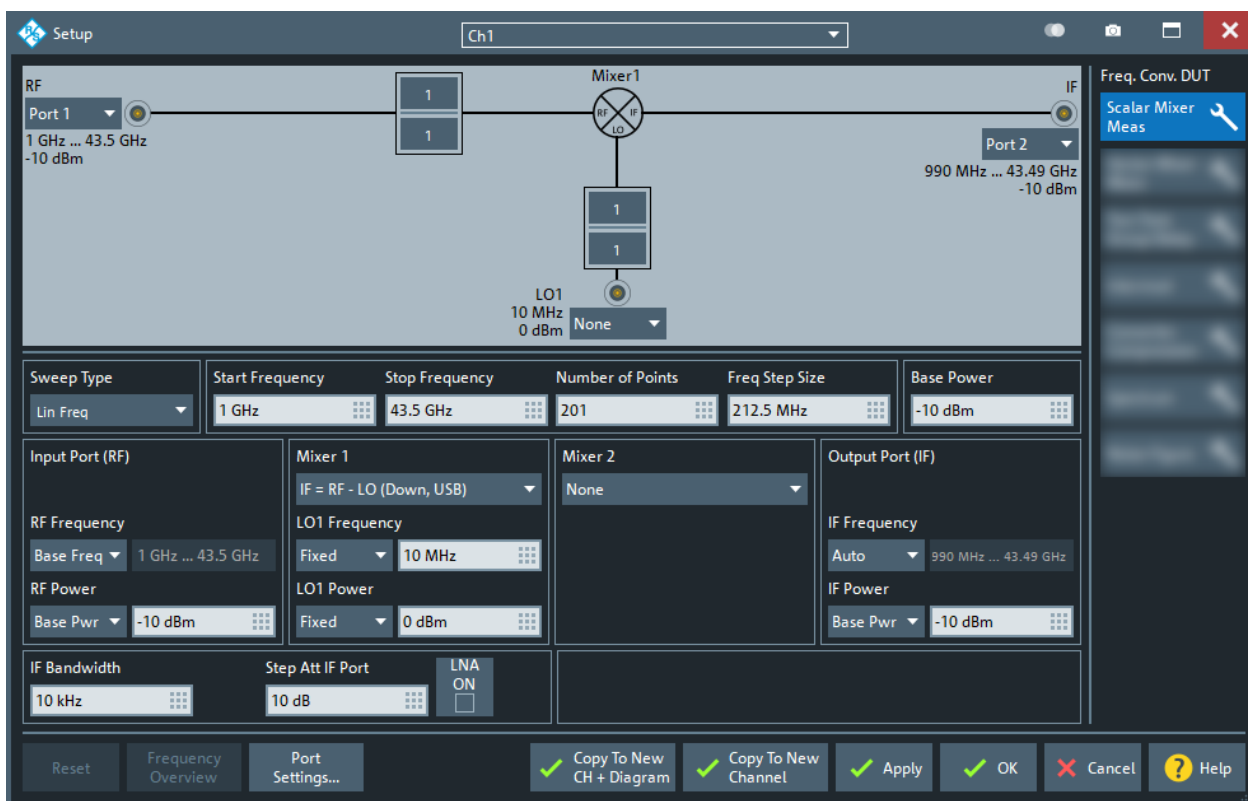 Setup
Ch1
RF
Port 1
1 GHz ... 43.5 GHz
-10 dBm
1
1
Mixer1
RF
IF
LO
1
1
LO1
10 MHz
0 dBm
None
IF
Port 2
990 MHz ... 43.49 GHz
-10 dBm
Freq. Conv. DUT
Scalar Mixer
Meas
Sweep Type
Lin Freq
Start Frequency
1 GHz
Stop Frequency
43.5 GHz
Number of Points
201
Freq Step Size
212.5 MHz
Base Power
-10 dBm
Input Port (RF)
RF Frequency
Base Freq
1 GHz ... 43.5 GHz
RF Power
Base Pwr
-10 dBm
Mixer 1
IF = RF - LO (Down, USB)
LO1 Frequency
Fixed
10 MHz
LO1 Power
Fixed
0 dBm
Mixer 2
None
Output Port (IF)
IF Frequency
Auto
990 MHz ... 43.49 GHz
IF Power
Base Pwr
-10 dBm
IF Bandwidth
10 kHz
Step Att IF Port
10 dB
LNA
ON
Reset
Frequency
Overview
Port
Settings...
Copy To New
CH + Diagram
Copy To New
Channel
Apply
OK
Cancel
? Help